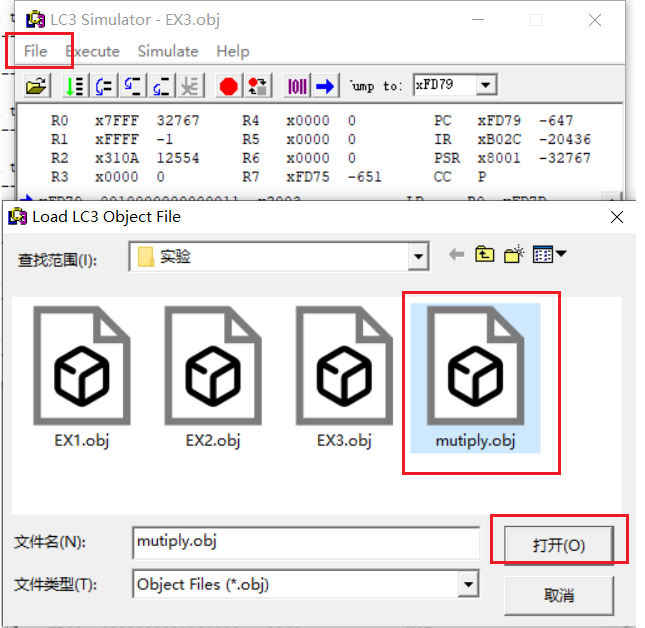 LC3 Simulator - EX3.obj
File Execute Simulate Help
Jump to: xFD79
R0 x7FFF 32767 R4 x0000 0 PC xFD79 -647
R1 xFFFF -1 R5 x0000 0 IR xB02C -20436
R2 x310A 12554 R6 x0000 0 PSR x8001 -32767
R3 x0000 0 R7 xFD75 -651 CC P
Load LC3 Object File
查找范围(I): 实验
EX1.obj EX2.obj EX3.obj mutiply.obj
文件名(N): mutiply.obj 打开(O)
文件类型(T): Object Files (*.obj) 取消